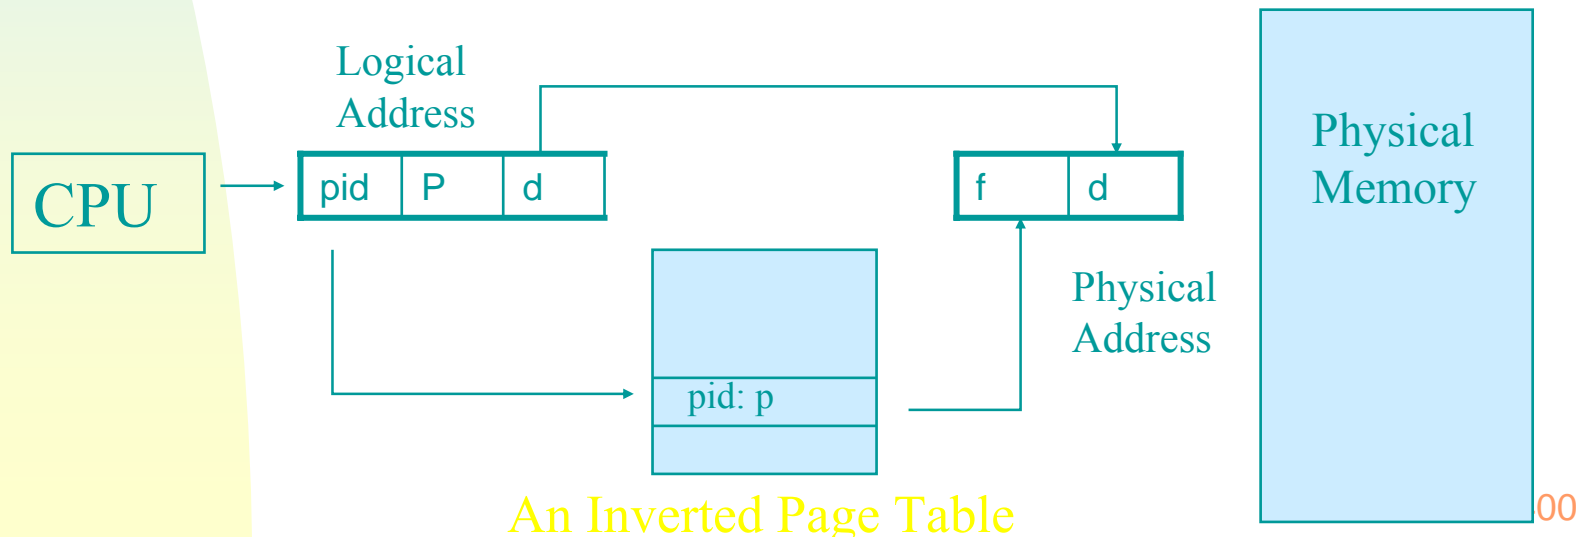 Logical
Address
CPU
pid P d
f d
Physical
Memory
Physical
Address
pid: p
An Inverted Page Table
00